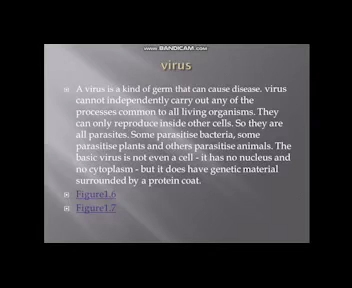 www.BANDICAM.COM
virus
A virus is a kind of germ that can cause disease. virus
cannot independently carry out any of the
processes common to all living organisms. They
can only reproduce inside other cells. So they are
all parasites. Some parasitise bacteria, some
parasitise plants and others parasitise animals. The
basic virus is not even a cell - it has no nucleus and
no cytoplasm - but it does have genetic material
surrounded by a protein coat.
Figure1.6
Figure1.7